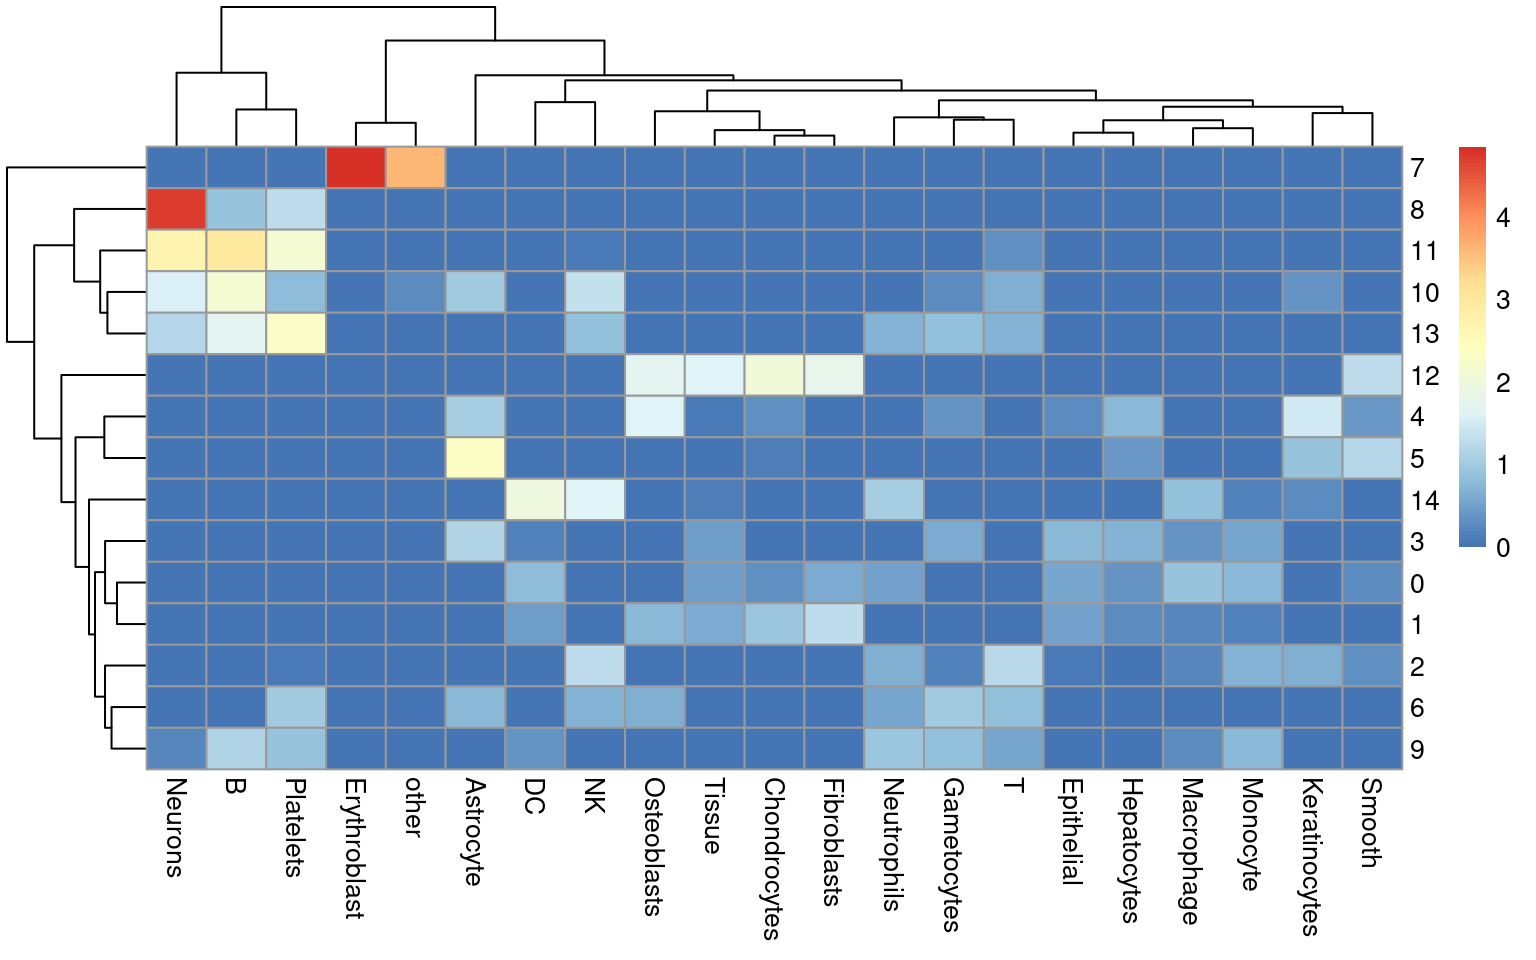 7
8
11
10
13
12
4
5
14
3
0
1
2
6
9
4
3
2
1
0
Neurons
B
Platelets
Erythroblast
other
Astrocyte
DC
NK
Osteoblasts
Tissue
Chondrocytes
Fibroblasts
Neutrophils
Gametocytes
T
Epithelial
Hepatocytes
Macrophage
Monocyte
Keratinocytes
Smooth